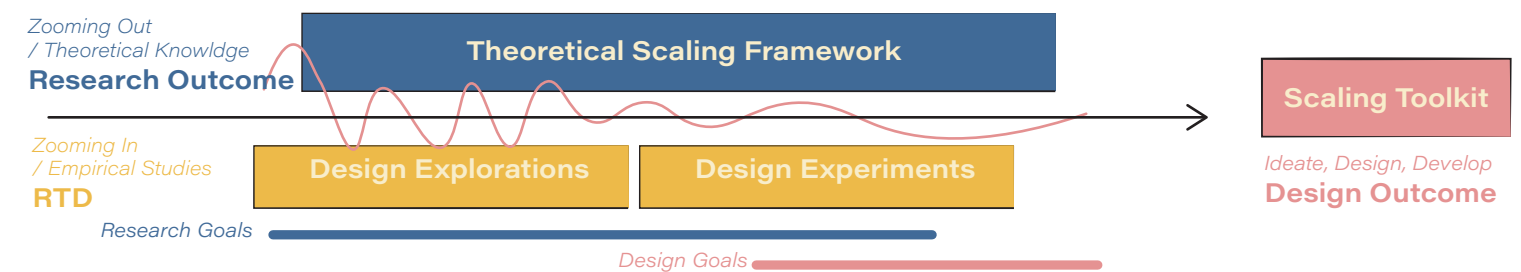 Zooming Out
/ Theoretical Knowldge
Research Outcome
Theoretical Scaling Framework
Scaling Toolkit
Zooming In
/ Empirical Studies
RTD
Design Explorations
Design Experiments
Ideate, Design, Develop
Design Outcome
Research Goals
Design Goals